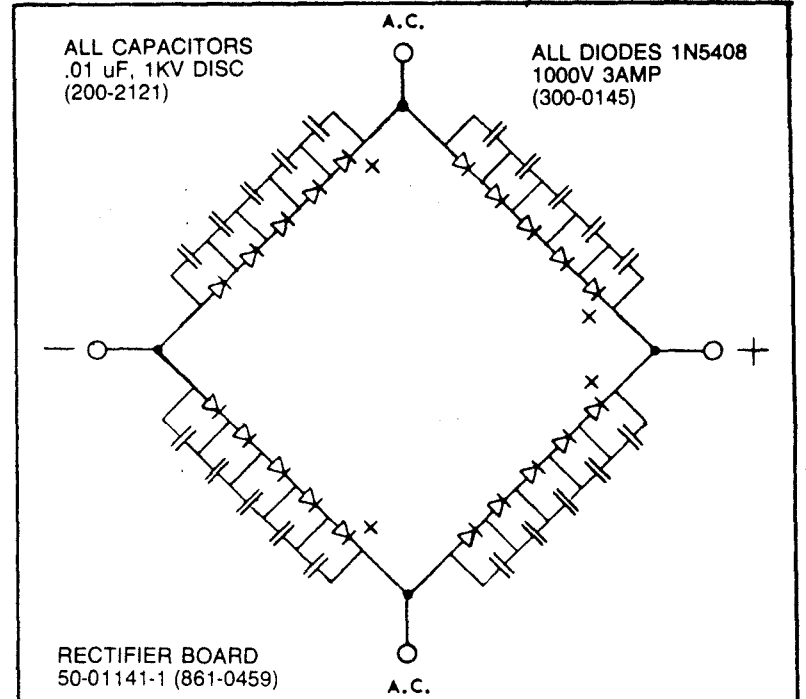 A.C.
ALL CAPACITORS
.01 uF, 1KV DISC
(200-2121)
ALL DIODES 1N5408
1000V 3AMP
(300-0145)
×
×
— +
×
×
RECTIFIER BOARD
50-01141-1 (861-0459)
A.C.